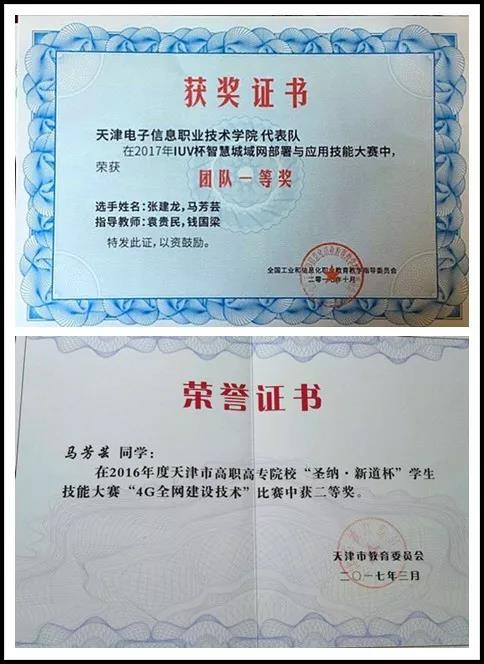 获奖证书
天津电子信息职业技术学院 代表队
在2017年IUV杯智慧城域网部署与应用技能大赛中,
荣获
团队一等奖
选手姓名:张建龙,马芳芸
指导教师:袁贵民,钱国梁
特发此证,以资鼓励。
全国工业和信息化职业教育教学指导委员会
二零一七年十月
荣誉证书
马芳芸 同学:
在2016年度天津市高职高专院校“圣纳·新道杯”学生
技能大赛“4G全网建设技术”比赛中获二等奖。
天津市教育委员会
二〇一七年三月